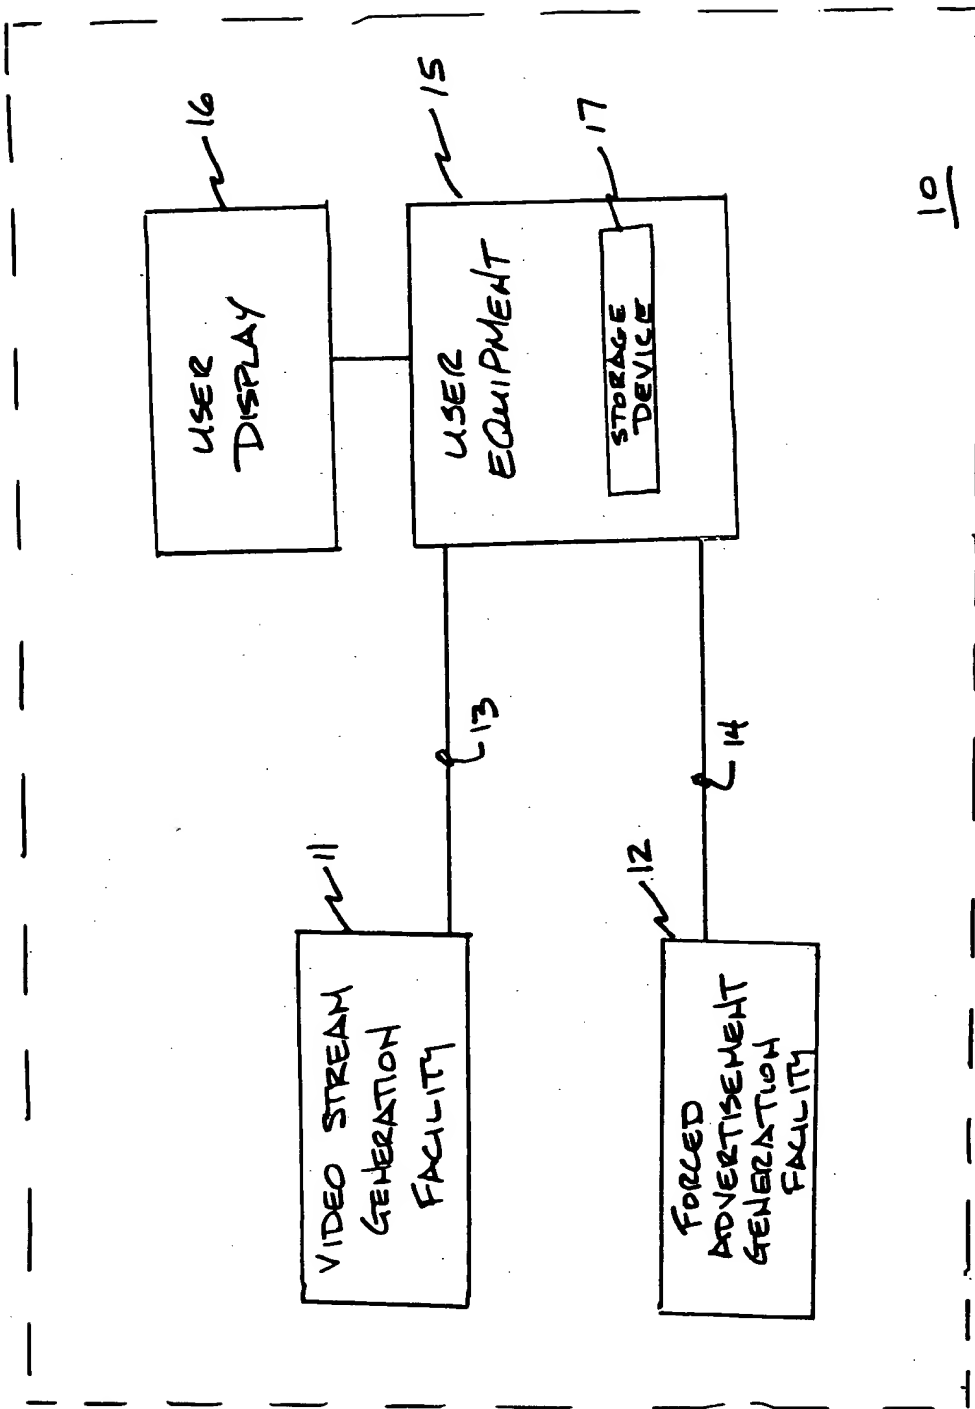 16
USER
DISPLAY
15
USER
EQUIPMENT
17
STORAGE
DEVICE
13
14
11
VIDEO STREAM
GENERATION
FACILITY
12
FORCED
ADVERTISEMENT
GENERATION
FACILITY
10